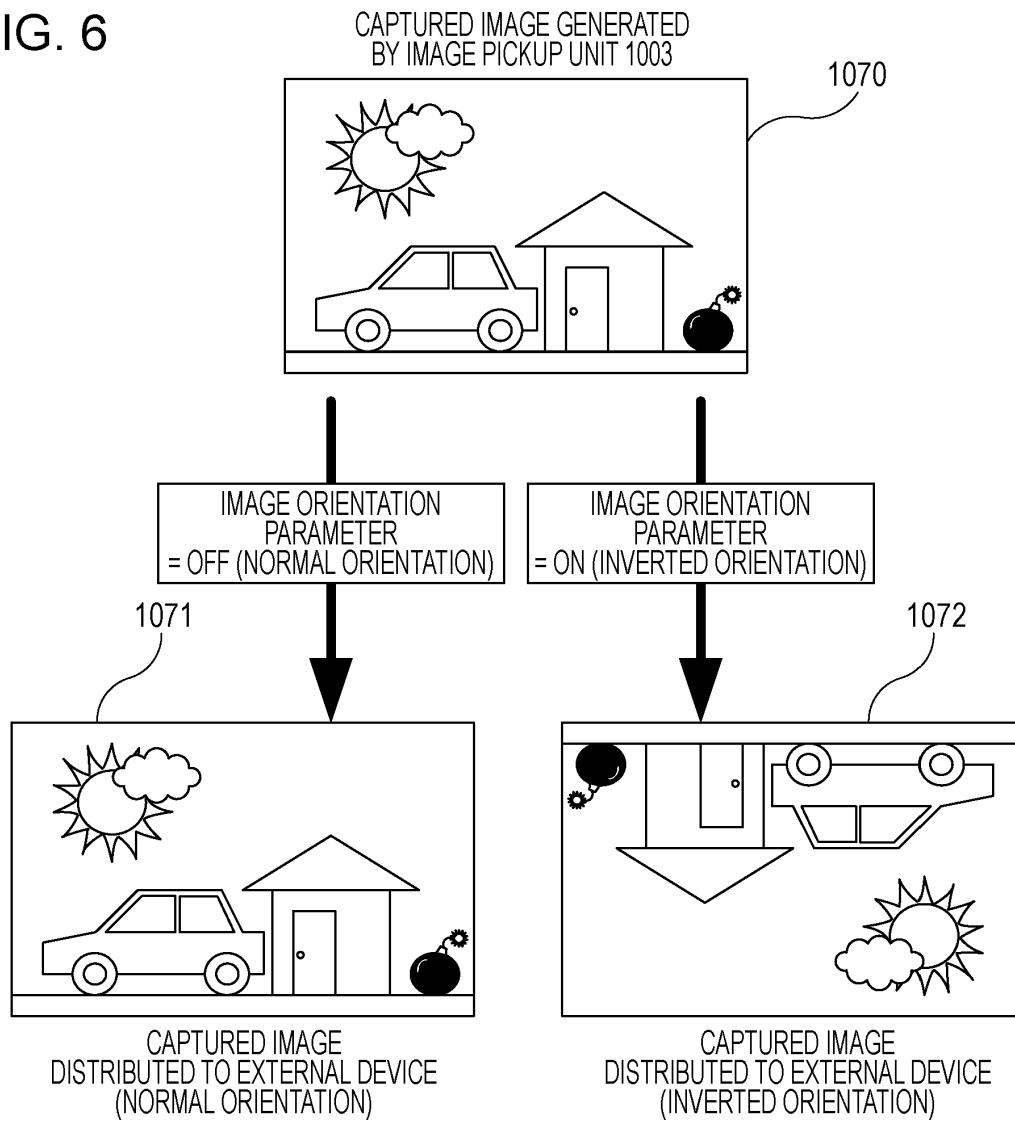 IG. 6
CAPTURED IMAGE GENERATED
BY IMAGE PICKUP UNIT 1003
1070
IMAGE ORIENTATION
PARAMETER
= OFF (NORMAL ORIENTATION)
IMAGE ORIENTATION
PARAMETER
= ON (INVERTED ORIENTATION)
1071
1072
CAPTURED IMAGE
DISTRIBUTED TO EXTERNAL DEVICE
(NORMAL ORIENTATION)
CAPTURED IMAGE
DISTRIBUTED TO EXTERNAL DEVICE
(INVERTED ORIENTATION)